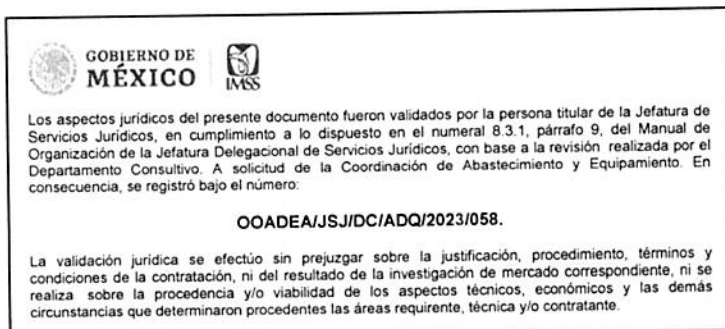 GOBIERNO DE
MÉXICO
IMSS
Los aspectos jurídicos del presente documento fueron validados por la persona titular de la Jefatura de
Servicios Jurídicos, en cumplimiento a lo dispuesto en el numeral 8.3.1, párrafo 9, del Manual de
Organización de la Jefatura Delegacional de Servicios Jurídicos, con base a la revisión realizada por el
Departamento Consultivo. A solicitud de la Coordinación de Abastecimiento y Equipamiento. En
consecuencia, se registró bajo el número:
OOADEA/JSJ/DC/ADQ/2023/058.
La validación jurídica se efectúo sin prejuzgar sobre la justificación, procedimiento, términos y
condiciones de la contratación, ni del resultado de la investigación de mercado correspondiente, ni se
realiza sobre la procedencia y/o viabilidad de los aspectos técnicos, económicos y las demás
circunstancias que determinaron procedentes las áreas requirente, técnica y/o contratante.